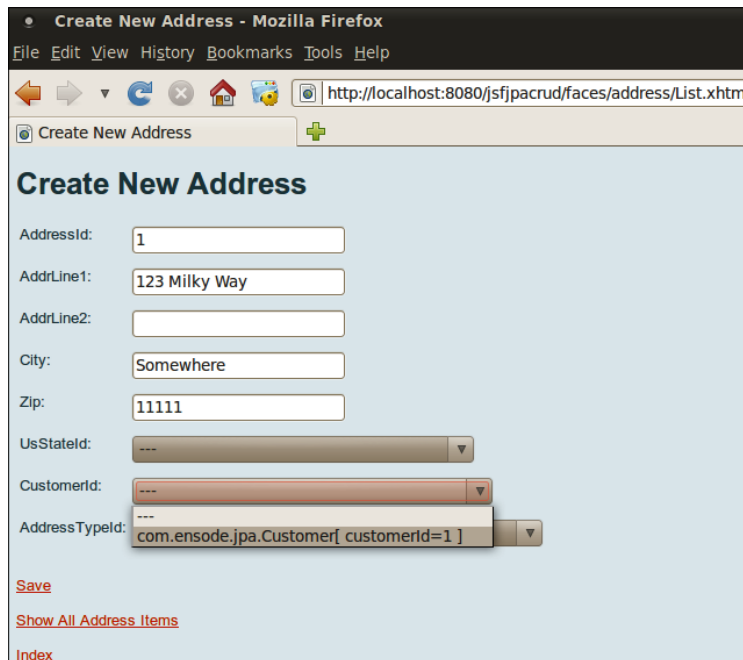 Create New Address - Mozilla Firefox
File Edit View History Bookmarks Tools Help
http://localhost:8080/jsfjpacrud/faces/address/List.xhtm
Create New Address
Create New Address
AddressId: 1
AddrLine1: 123 Milky Way
AddrLine2:
City: Somewhere
Zip: 11111
UsStateId: ---
CustomerId: ---
---
AddressTypeId: com.ensode.jpa.Customer[ customerId=1 ]
Save
Show All Address Items
Index